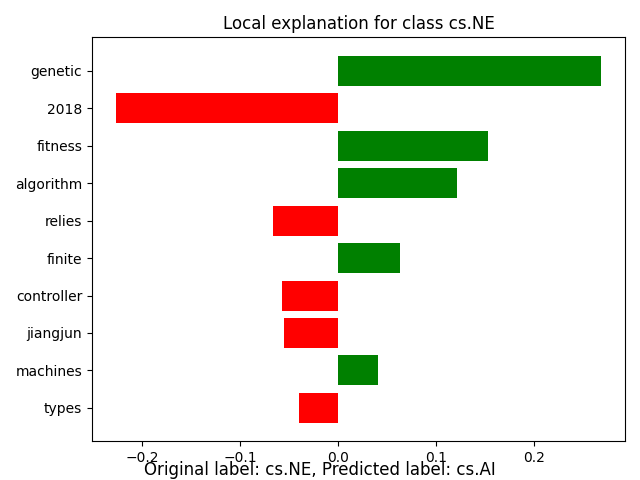 Local explanation for class cs.NE
genetic
2018
fitness
algorithm
relies
finite
controller
jiangjun
machines
types
−0.2 −0.1 0.0 0.1 0.2
Original label: cs.NE, Predicted label: cs.AI